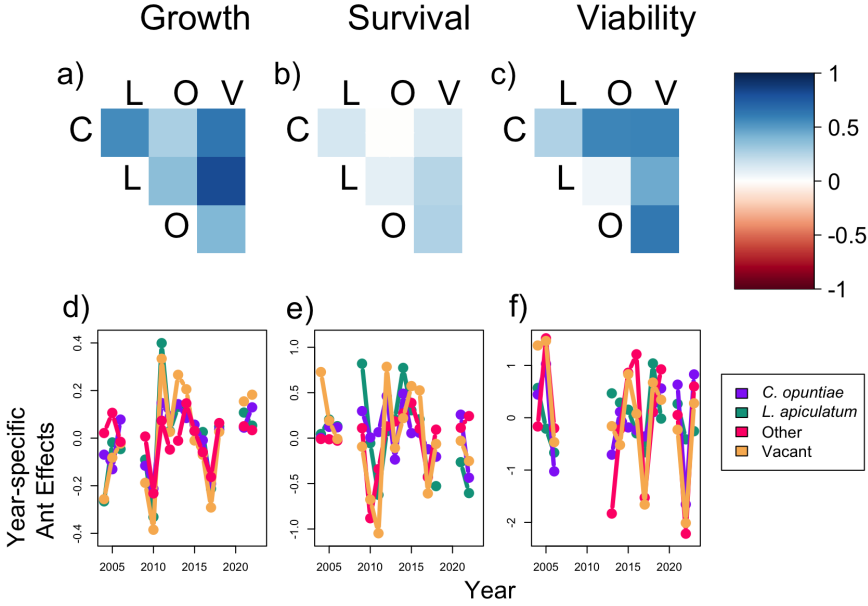 Growth Survival Viability
a) b) c)
L O V L O V L O V
C C C
L L L
O O O
1
0.5
0
-0.5
-1
d) e) f)
Year-specific
Ant Effects
0.4
0.2
0.0
-0.2
-0.4
2005 2010 2015 2020
1.0
0.5
0.0
-0.5
-1.0
2005 2010 2015 2020
1
0
-1
-2
2005 2010 2015 2020
Year
C. opuntiae
L. apiculatum
Other
Vacant